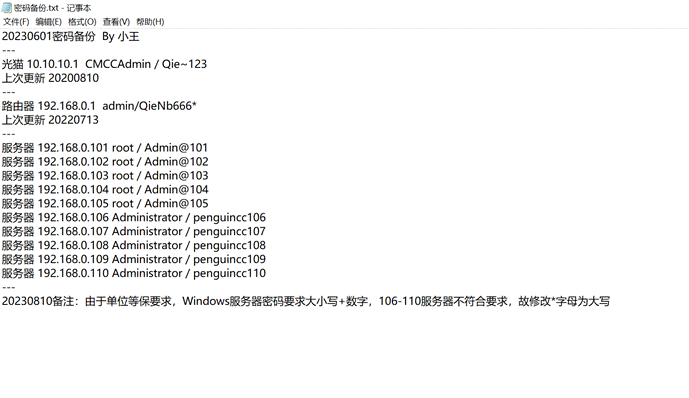 密码备份.txt - 记事本
文件(F) 编辑(E) 格式(O) 查看(V) 帮助(H)
20230601密码备份 By 小王
---
光猫 10.10.10.1 CMCCAdmin / Qie~123
上次更新 20200810
---
路由器 192.168.0.1 admin/QieNb666*
上次更新 20220713
---
服务器 192.168.0.101 root / Admin@101
服务器 192.168.0.102 root / Admin@102
服务器 192.168.0.103 root / Admin@103
服务器 192.168.0.104 root / Admin@104
服务器 192.168.0.105 root / Admin@105
服务器 192.168.0.106 Administrator / penguincc106
服务器 192.168.0.107 Administrator / penguincc107
服务器 192.168.0.108 Administrator / penguincc108
服务器 192.168.0.109 Administrator / penguincc109
服务器 192.168.0.110 Administrator / penguincc110
---
20230810备注：由于单位等保要求，Windows服务器密码要求大小写+数字，106-110服务器不符合要求，故修改*字母为大写